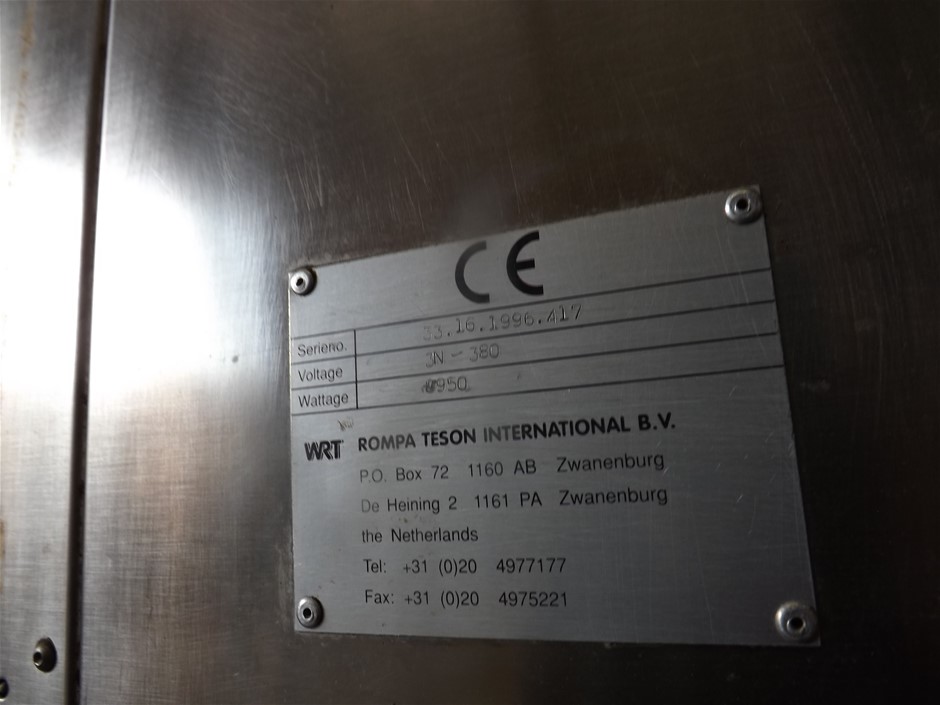 CE
Serieno. 33.16.1996.417
Voltage 3N - 380
Wattage
WRT ROMPA TESON INTERNATIONAL B.V.
P.O. Box 72 1160 AB Zwanenburg
De Heining 2 1161 PA Zwanenburg
the Netherlands
Tel: +31 (0)20 4977177
Fax: +31 (0)20 4975221